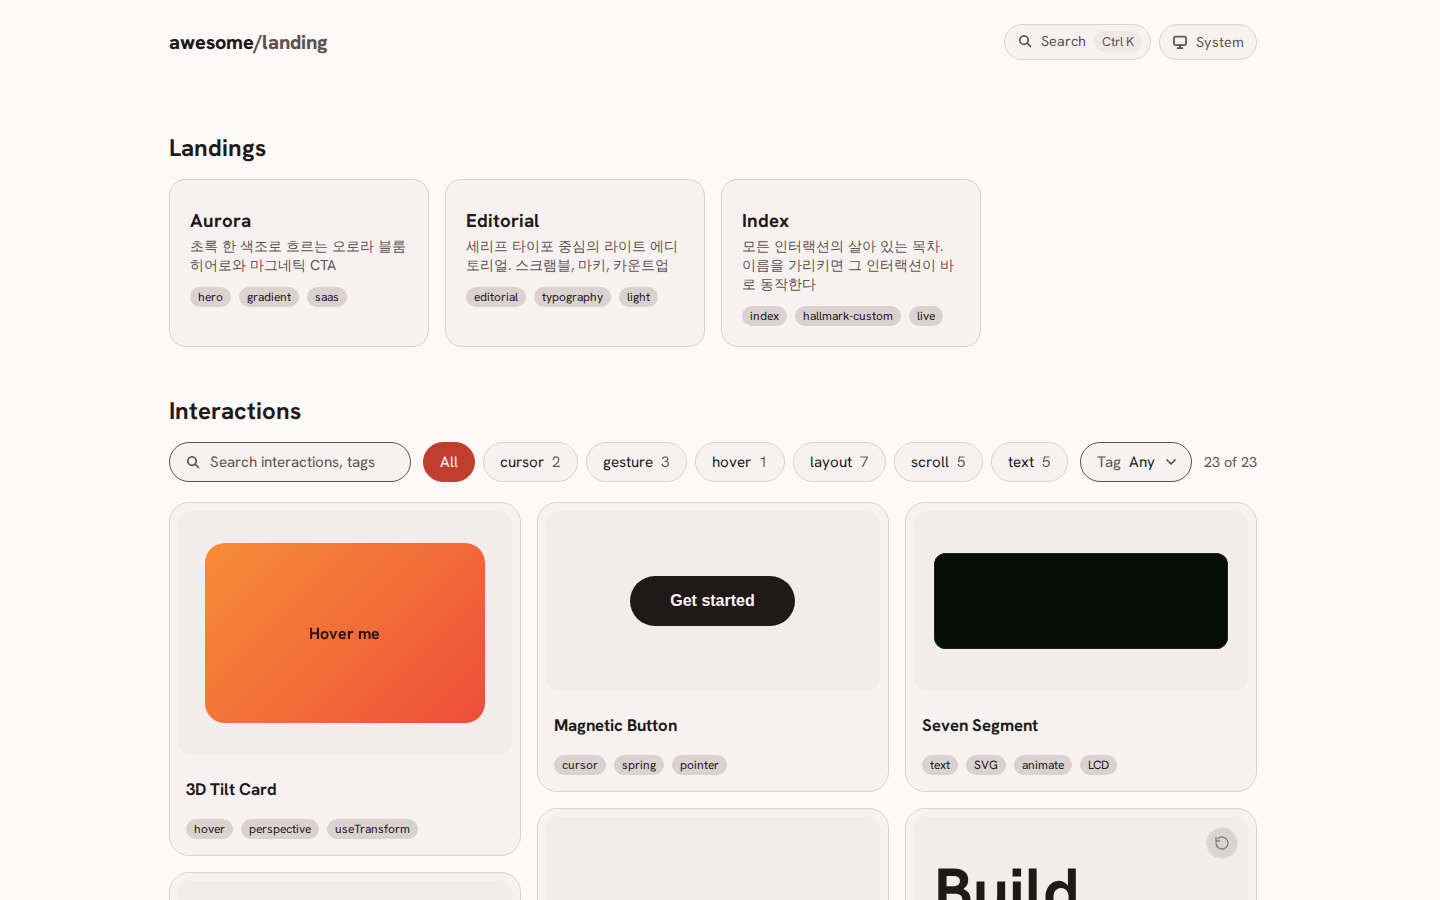 awesome/landing
Search Ctrl K
System
Landings
Aurora
초록 한 색조로 흐르는 오로라 블룸
히어로와 마그네틱 CTA
hero gradient saas
Editorial
세리프 타이포 중심의 라이트 에디
토리얼. 스크램블, 마키, 카운트업
editorial typography light
Index
모든 인터랙션의 살아 있는 목차.
이름을 가리키면 그 인터랙션이 바
로 동작한다
index hallmark-custom live
Interactions
Search interactions, tags
All cursor 2 gesture 3 hover 1 layout 7 scroll 5 text 5
Tag Any
23 of 23
Hover me
3D Tilt Card
hover perspective useTransform
Get started
Magnetic Button
cursor spring pointer
Seven Segment
text SVG animate LCD
Build